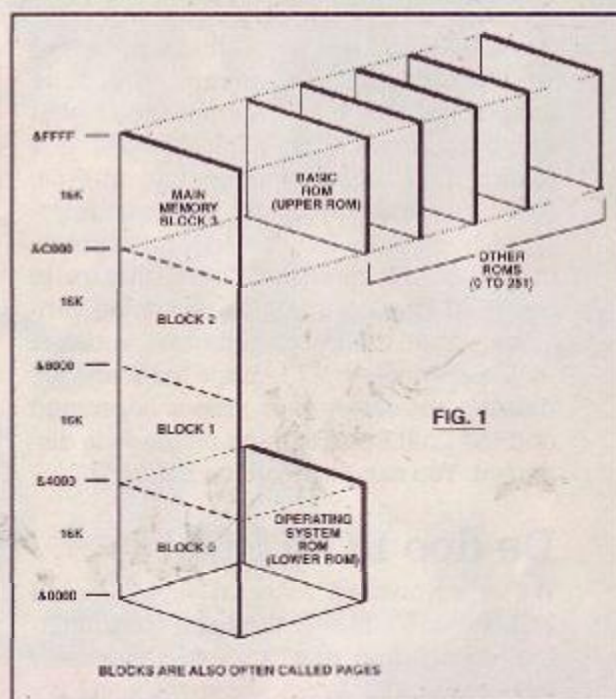 &FFFF
16K
MAIN
MEMORY
BLOCK 3
BASIC
ROM
(UPPER ROM)
&C000
OTHER
ROMS
(0 TO 251)
16K
BLOCK 2
&8000
16K
BLOCK 1
FIG. 1
&4000
16K
BLOCK 0
OPERATING
SYSTEM
ROM
(LOWER ROM)
&0000
BLOCKS ARE ALSO OFTEN CALLED PAGES